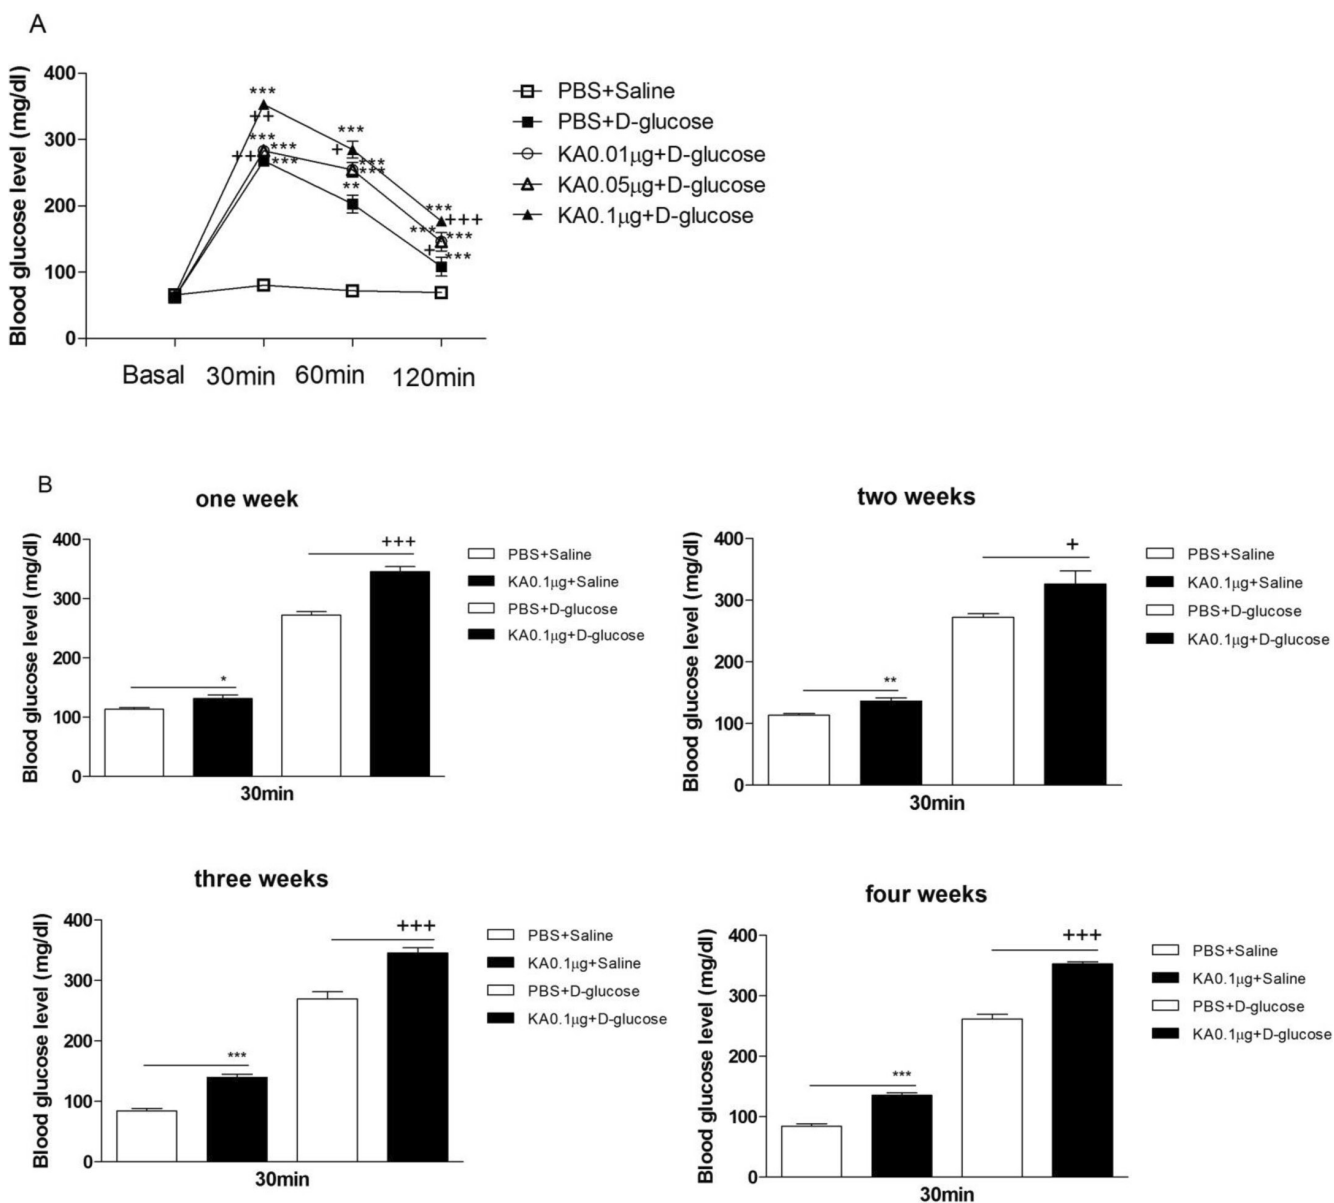 A
Blood glucose level (mg/dl)
400
300
200
100
0
***
++
***
***
++
***
***
+
***
***
**
***
+++
***
***
+
***
Basal
30min
60min
120min
PBS+Saline
PBS+D-glucose
KA0.01μg+D-glucose
KA0.05μg+D-glucose
KA0.1μg+D-glucose
B
one week
Blood glucose level (mg/dl)
400
300
200
100
0
*
+++
30min
PBS+Saline
KA0.1μg+Saline
PBS+D-glucose
KA0.1μg+D-glucose
two weeks
Blood glucose level (mg/dl)
400
300
200
100
0
**
+
30min
PBS+Saline
KA0.1μg+Saline
PBS+D-glucose
KA0.1μg+D-glucose
three weeks
Blood glucose level (mg/dl)
400
300
200
100
0
***
+++
30min
PBS+Saline
KA0.1μg+Saline
PBS+D-glucose
KA0.1μg+D-glucose
four weeks
Blood glucose level (mg/dl)
400
300
200
100
0
***
+++
30min
PBS+Saline
KA0.1μg+Saline
PBS+D-glucose
KA0.1μg+D-glucose